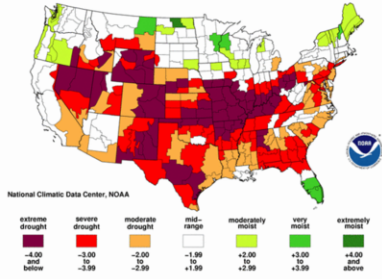 noaa
National Climatic Data Center, NOAA
extreme drought
severe drought
moderate drought
mid-range
moderately moist
very moist
extremely moist
-4.00 and below
-3.00 to -3.99
-2.00 to -2.99
-1.99 to +1.99
+2.00 to +2.99
+3.00 to +3.99
+4.00 and above